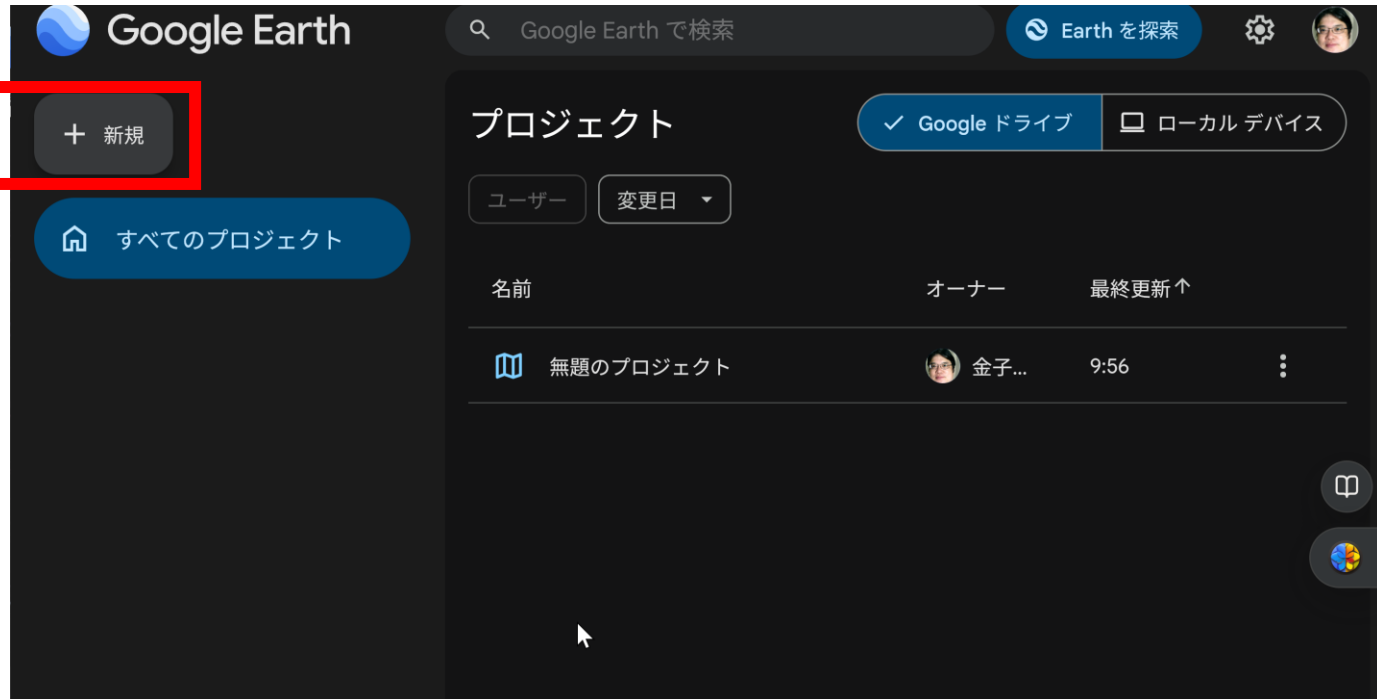 Google Earth
Google Earth で検索
Earth を探索
新規
プロジェクト
Google ドライブ
ローカル デバイス
ユーザー
変更日
すべてのプロジェクト
名前
オーナー
最終更新
無題のプロジェクト
金子...
9:56